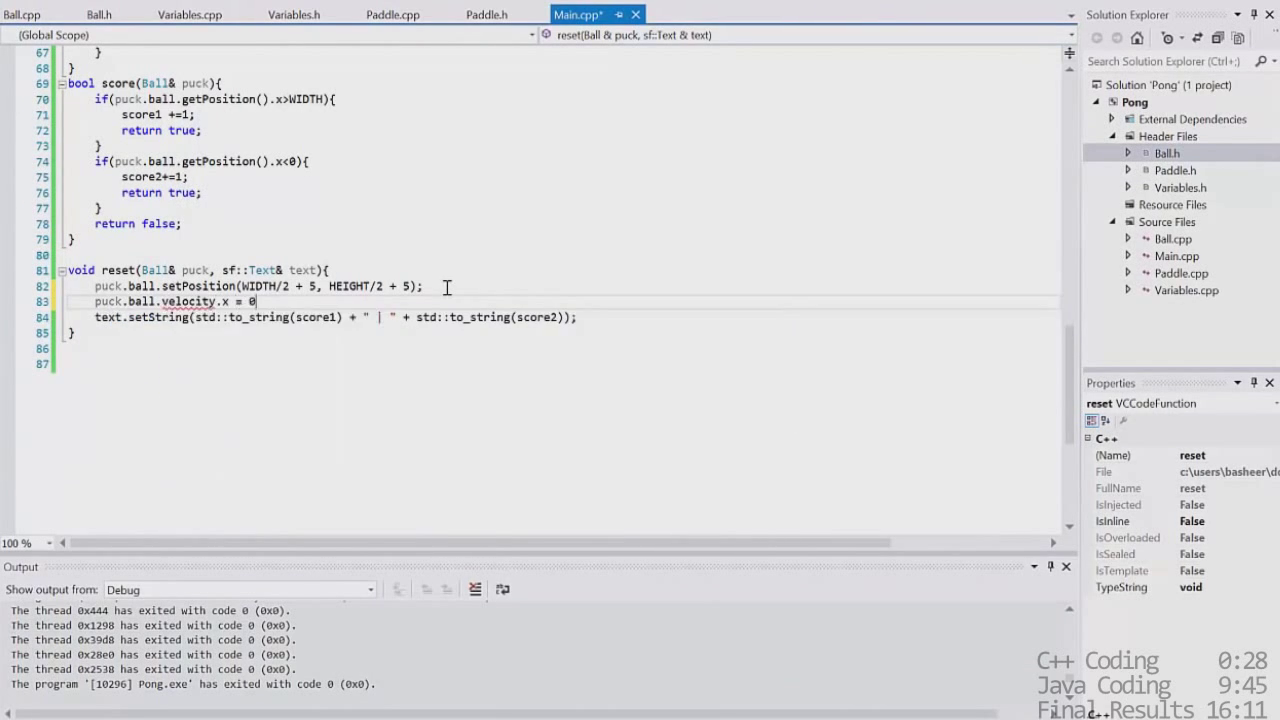 Ball.cpp Ball.h Variables.cpp Variables.h Paddle.cpp Paddle.h Main.cpp*
(Global Scope) reset(Ball & puck, sf::Text & text)
67 }
68 }
69 bool score(Ball& puck){
70 if(puck.ball.getPosition().x>WIDTH){
71 score1 +=1;
72 return true;
73 }
74 if(puck.ball.getPosition().x<0){
75 score2+=1;
76 return true;
77 }
78 return false;
79 }
80
81 void reset(Ball& puck, sf::Text& text){
82 puck.ball.setPosition(WIDTH/2 + 5, HEIGHT/2 + 5);
83 puck.ball.velocity.x = 0
84 text.setString(std::to_string(score1) + " | " + std::to_string(score2));
85 }
86
87
100 %
Output
Show output from: Debug
The thread 0x444 has exited with code 0 (0x0).
The thread 0x1298 has exited with code 0 (0x0).
The thread 0x39d8 has exited with code 0 (0x0).
The thread 0x28e0 has exited with code 0 (0x0).
The thread 0x2538 has exited with code 0 (0x0).
The program '[10296] Pong.exe' has exited with code 0 (0x0).
Solution Explorer
Search Solution Explorer (Ctrl+;)
Solution 'Pong' (1 project)
Pong
External Dependencies
Header Files
Ball.h
Paddle.h
Variables.h
Resource Files
Source Files
Ball.cpp
Main.cpp
Paddle.cpp
Variables.cpp
Properties
reset VCCodeFunction
C++
(Name) reset
File c:\users\basheer\do
FullName reset
IsInjected False
IsInline False
IsOverloaded False
IsSealed False
IsTemplate False
TypeString void
C++ Coding 0:28
Java Coding 9:45
Final Results 16:11
C++